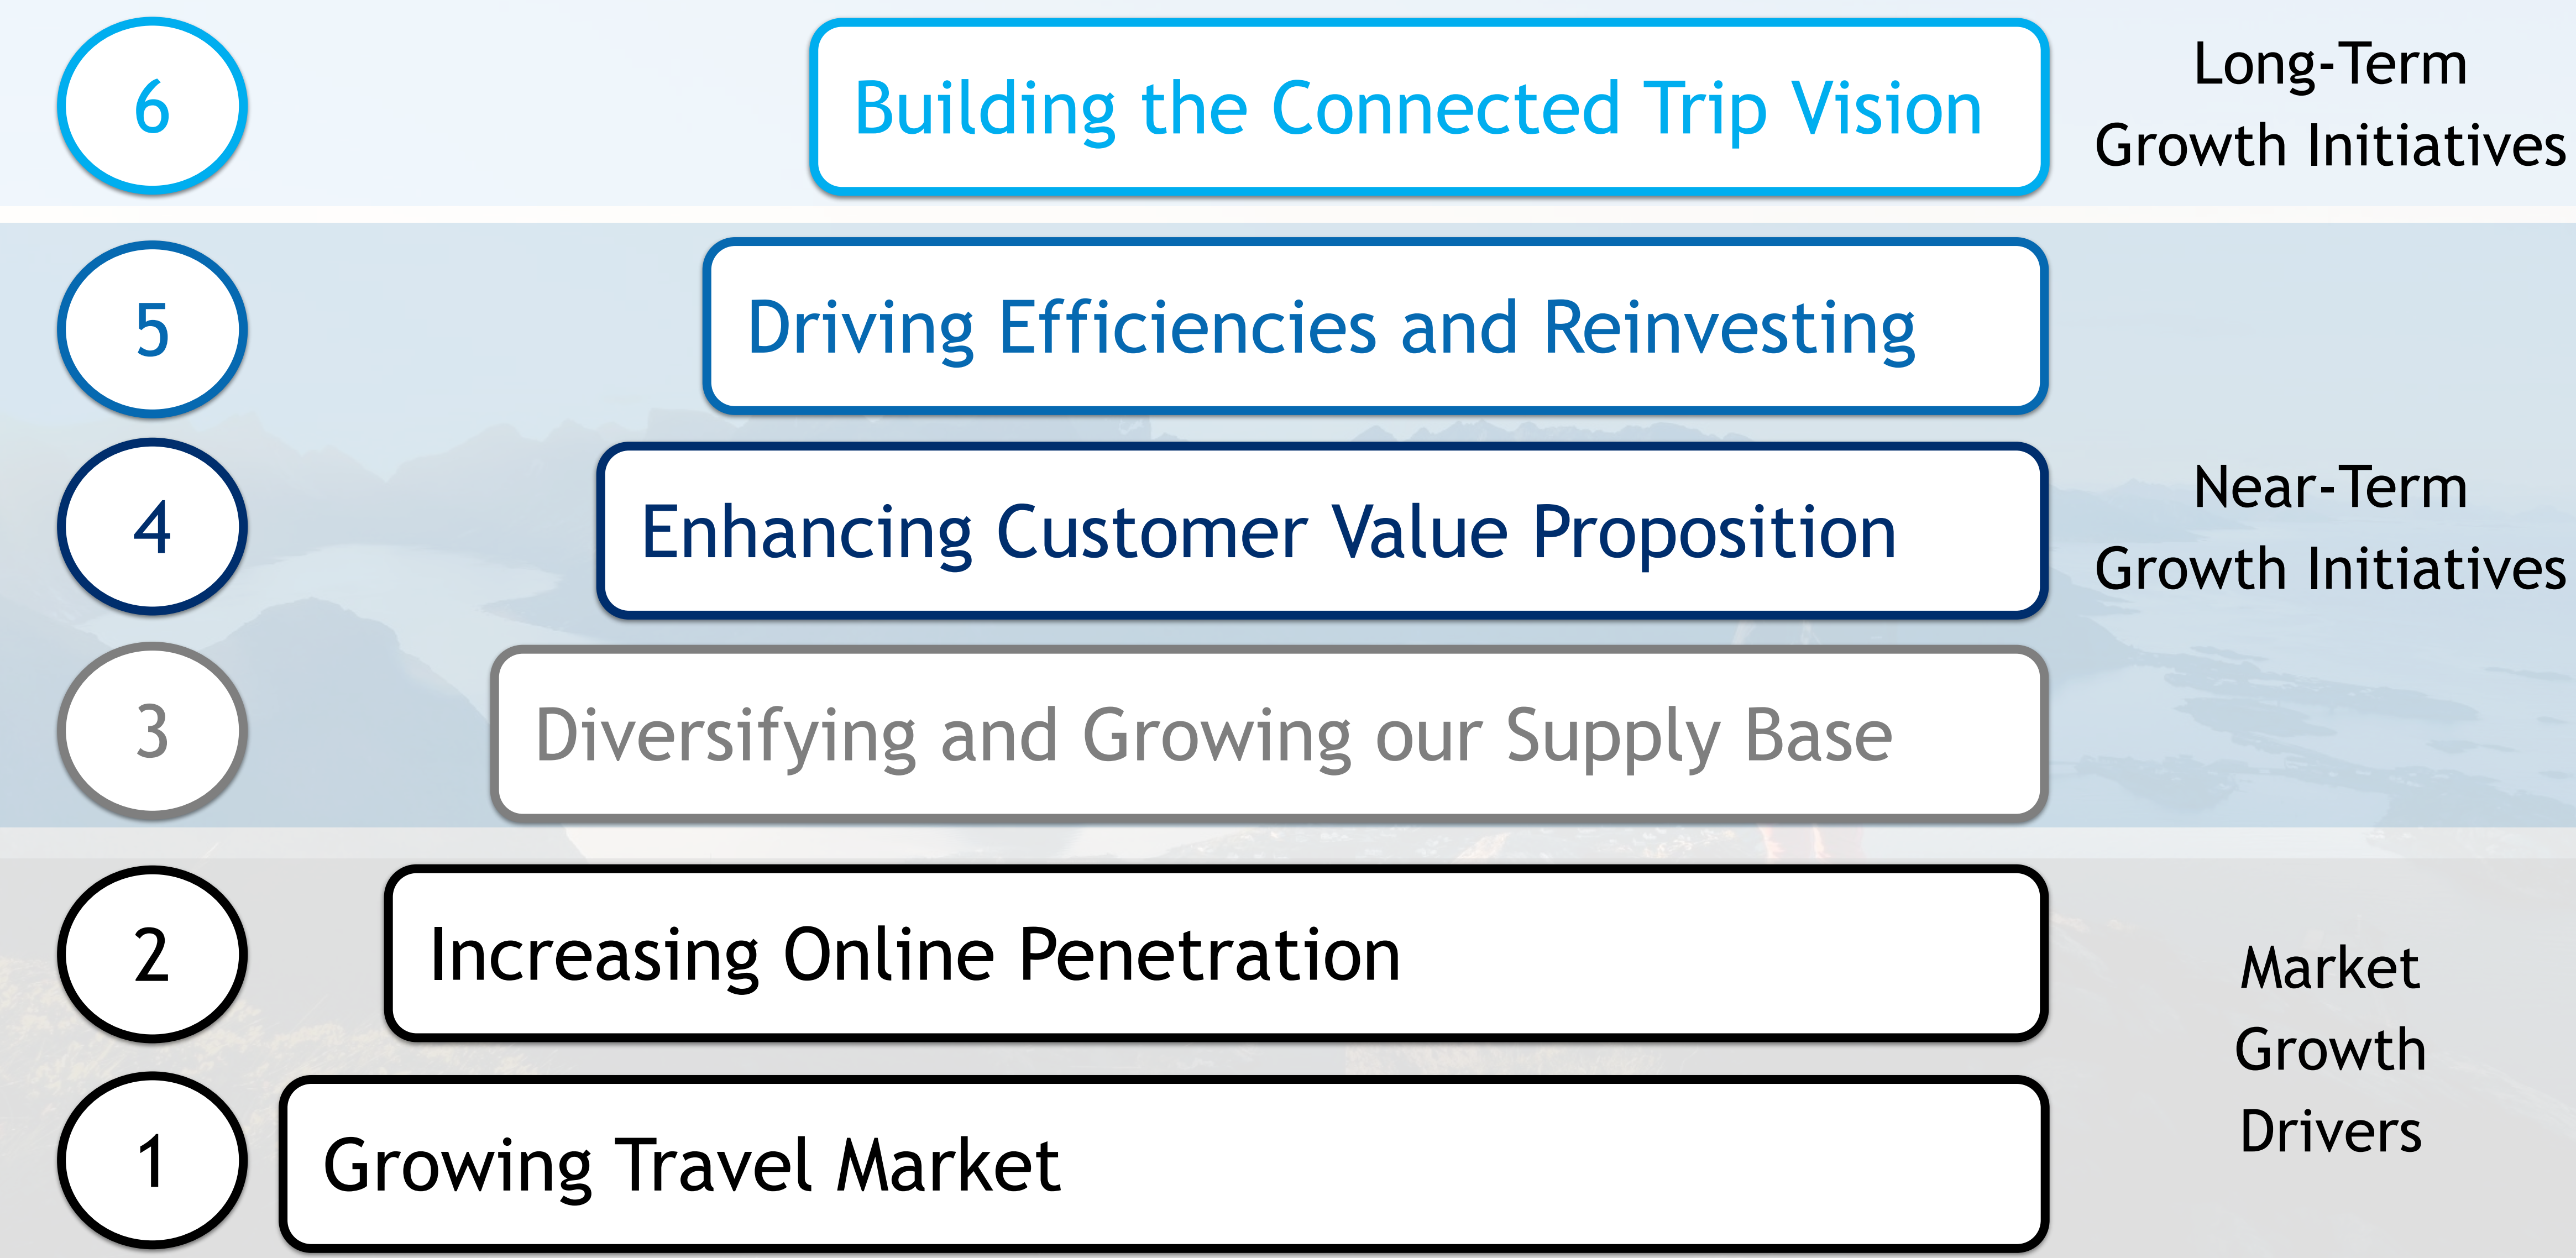 6
Building the Connected Trip Vision
Long-Term
Growth Initiatives
5
Driving Efficiencies and Reinvesting
4
Enhancing Customer Value Proposition
Near-Term
Growth Initiatives
3
Diversifying and Growing our Supply Base
2
Increasing Online Penetration
Market
Growth
Drivers
1
Growing Travel Market